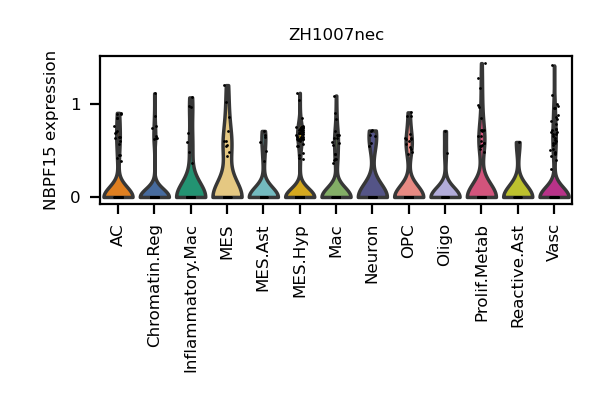 ZH1007nec
NBPF15 expression
1
0
AC
Chromatin.Reg
Inflammatory.Mac
MES
MES.Ast
MES.Hyp
Mac
Neuron
OPC
Oligo
Prolif.Metab
Reactive.Ast
Vasc